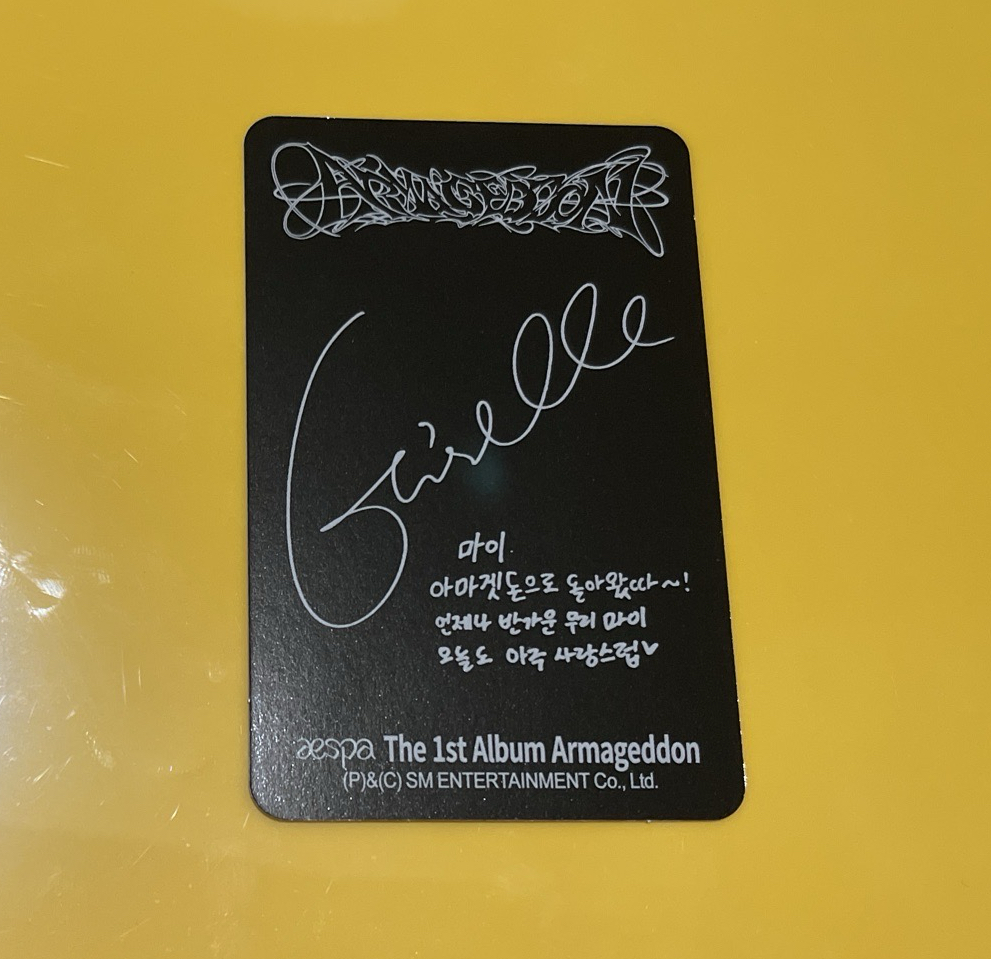 ARMAGEDDON
Giselle
마이.
아마겟돈으로 돌아왔따~!
언제나 반가운 우리 마이
오늘도 아주 사랑스럽♥
aespa The 1st Album Armageddon
(P)&(C) SM ENTERTAINMENT Co., Ltd.